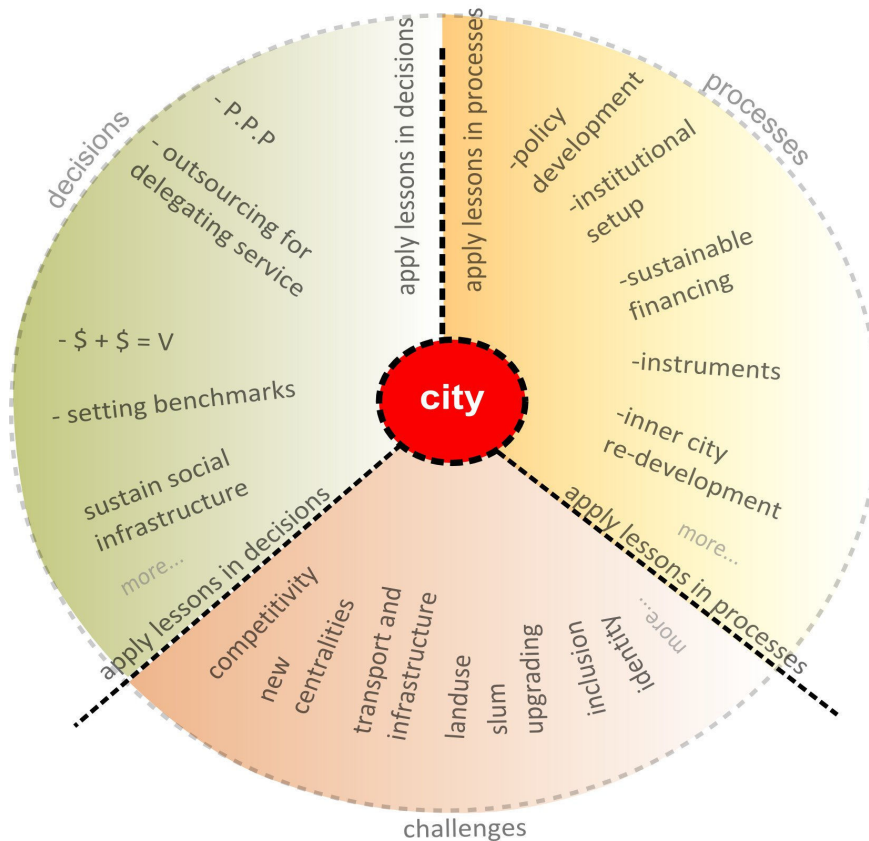 decisions
- P.P.P
- outsourcing for
delegating service
- $ + $ = V
- setting benchmarks
sustain social
infrastructure
more...
apply lessons in decisions
apply lessons in decisions
processes
apply lessons in processes
-policy
development
-institutional
setup
-sustainable
financing
-instruments
-inner city
re-development
more...
apply lessons in processes
city
competitivity
new
centralities
transport and
infrastructure
landuse
slum
upgrading
inclusion
identity
more...
challenges